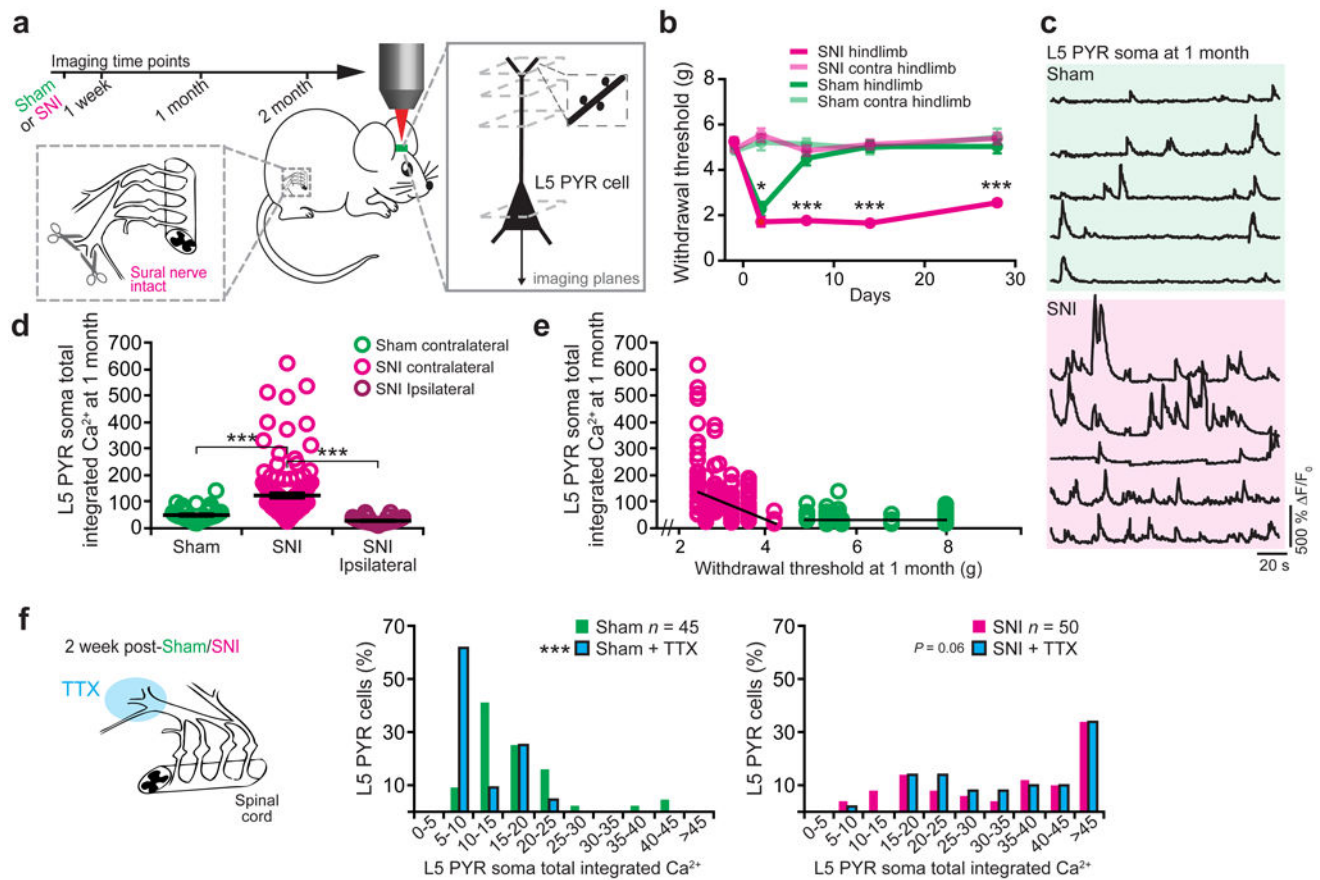 a
Imaging time points
Sham
or SNI
1 week
1 month
2 month
Sural nerve
intact
L5 PYR cell
imaging planes
b
SNI hindlimb
SNI contra hindlimb
Sham hindlimb
Sham contra hindlimb
Withdrawal threshold (g)
8
6
4
2
0
*
***
***
***
0
10
20
30
Days
c
L5 PYR soma at 1 month
Sham
SNI
500 % ΔF/F0
20 s
d
L5 PYR soma total
integrated Ca2+ at 1 month
700
600
500
400
300
200
100
0
Sham contralateral
SNI contralateral
SNI Ipsilateral
***
***
Sham
SNI
SNI
Ipsilateral
e
L5 PYR soma total
integrated Ca2+ at 1 month
700
600
500
400
300
200
100
0
2
4
6
8
Withdrawal threshold at 1 month (g)
f
2 week post-Sham/SNI
TTX
Spinal
cord
L5 PYR cells (%)
70
50
30
10
Sham n = 45
*** Sham + TTX
0-5
5-10
10-15
15-20
20-25
25-30
30-35
35-40
40-45
>45
L5 PYR soma total integrated Ca2+
L5 PYR cells (%)
70
50
30
10
SNI n = 50
P = 0.06 SNI + TTX
0-5
5-10
10-15
15-20
20-25
25-30
30-35
35-40
40-45
>45
L5 PYR soma total integrated Ca2+